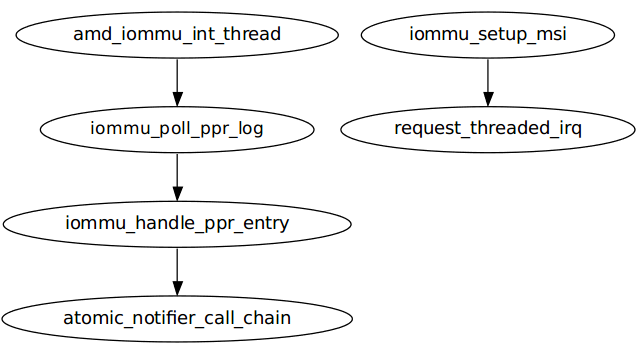 amd_iommu_int_thread
iommu_setup_msi
iommu_poll_ppr_log
request_threaded_irq
iommu_handle_ppr_entry
atomic_notifier_call_chain